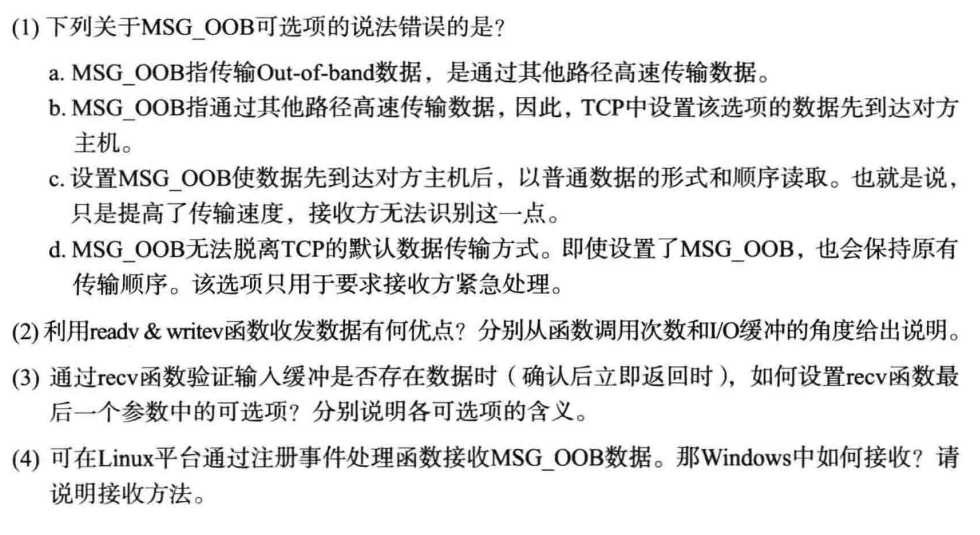 (1) 下列关于MSG_OOB可选项的说法错误的是?
a. MSG_OOB指传输Out-of-band数据，是通过其他路径高速传输数据。
b. MSG_OOB指通过其他路径高速传输数据，因此，TCP中设置该选项的数据先到达对方
主机。
c. 设置MSG_OOB使数据先到达对方主机后，以普通数据的形式和顺序读取。也就是说，
只是提高了传输速度，接收方无法识别这一点。
d. MSG_OOB无法脱离TCP的默认数据传输方式。即使设置了MSG_OOB，也会保持原有
传输顺序。该选项只用于要求接收方紧急处理。
(2) 利用readv & writev函数收发数据有何优点？分别从函数调用次数和I/O缓冲的角度给出说明。
(3) 通过recv函数验证输入缓冲是否存在数据时（确认后立即返回时），如何设置recv函数最
后一个参数中的可选项？分别说明各可选项的含义。
(4) 可在Linux平台通过注册事件处理函数接收MSG_OOB数据。那Windows中如何接收？请
说明接收方法。